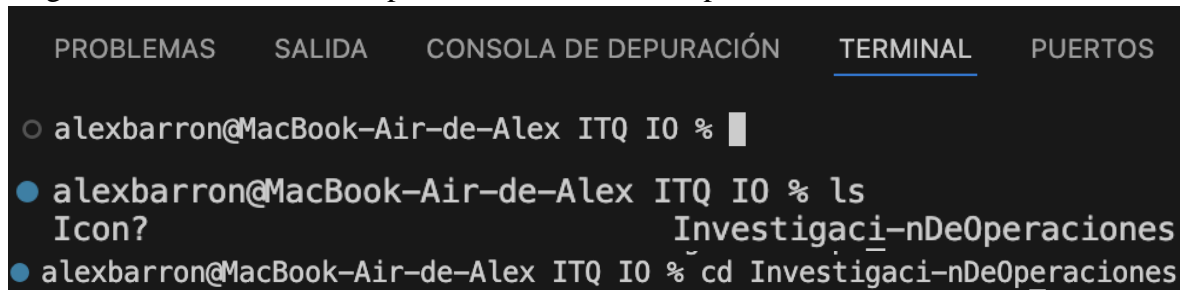 PROBLEMAS SALIDA CONSOLA DE DEPURACIÓN TERMINAL PUERTOS
alexbarron@MacBook-Air-de-Alex ITQ IO %
alexbarron@MacBook-Air-de-Alex ITQ IO % ls
Icon? Investigaci-nDeOperaciones
alexbarron@MacBook-Air-de-Alex ITQ IO % cd Investigaci-nDeOperaciones